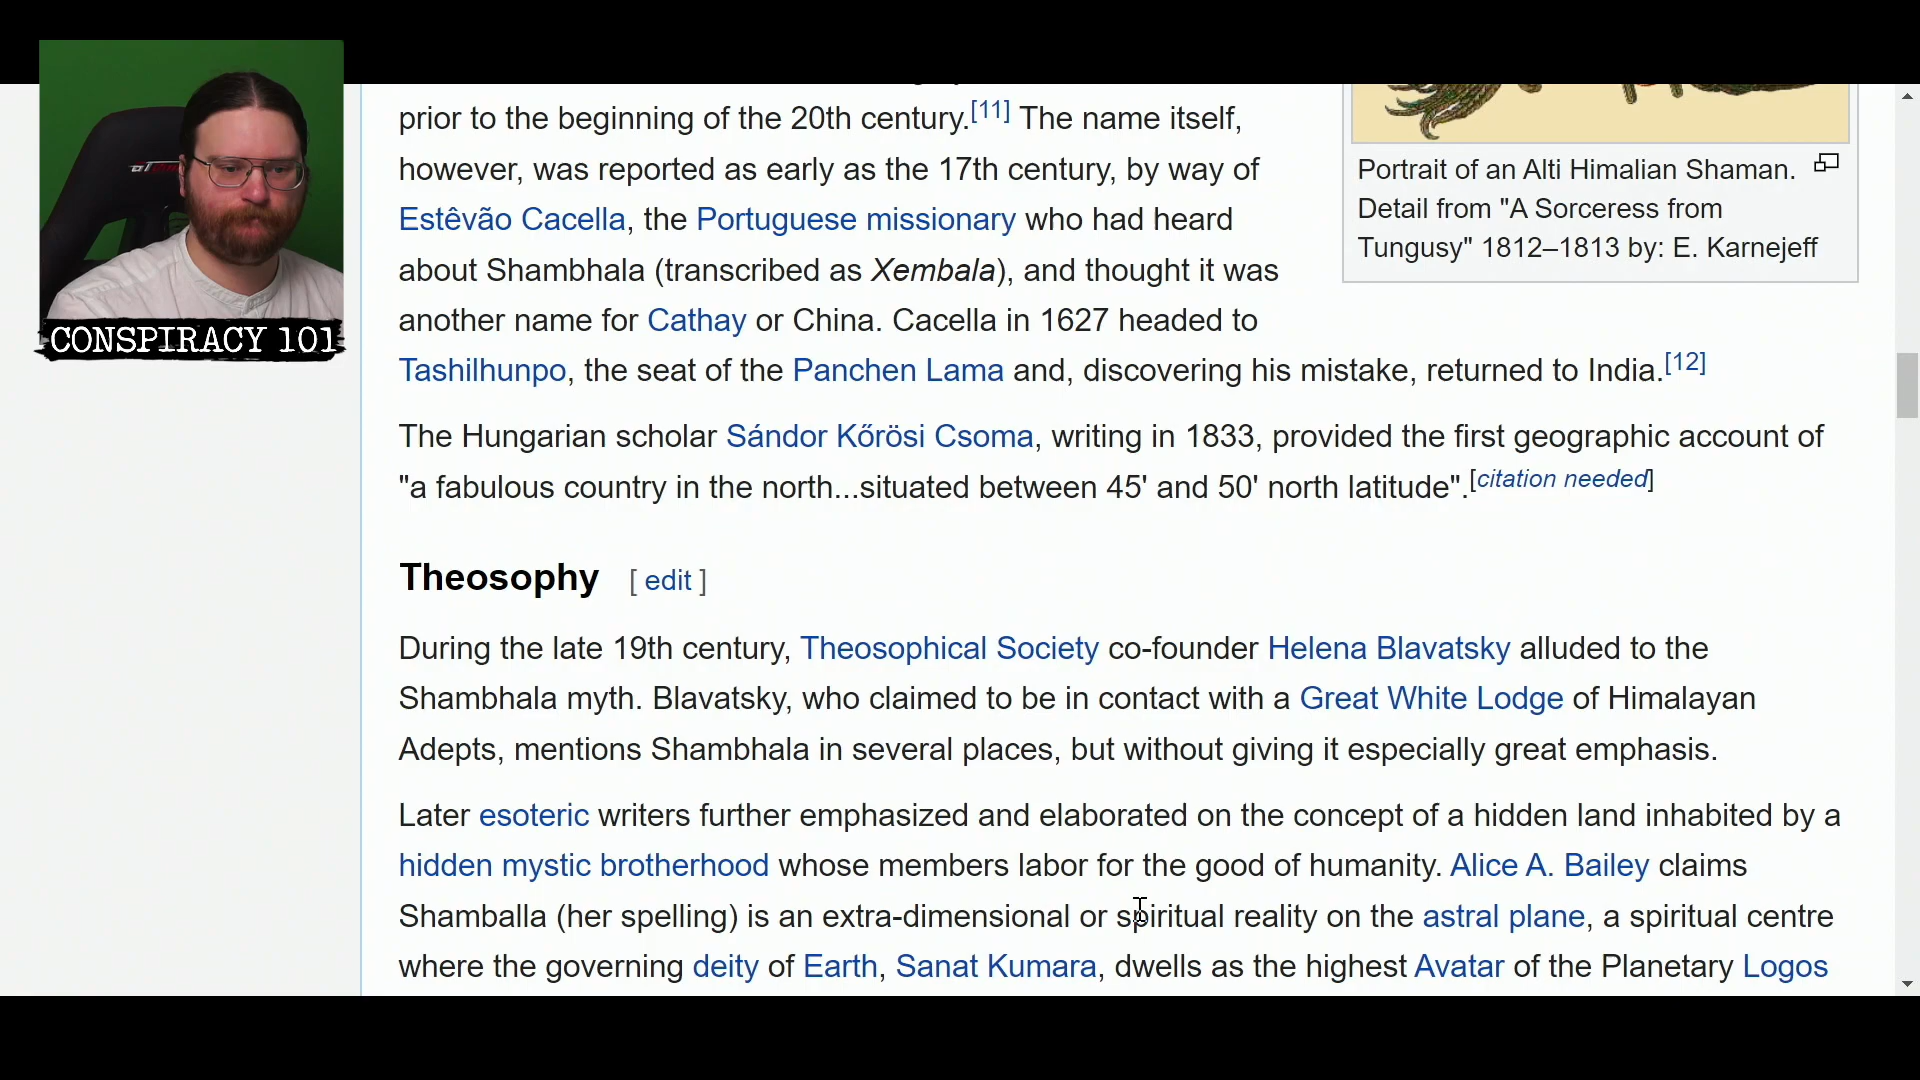 CONSPIRACY 101
prior to the beginning of the 20th century.[11] The name itself,
however, was reported as early as the 17th century, by way of
Estêvão Cacella, the Portuguese missionary who had heard
about Shambhala (transcribed as Xembala), and thought it was
another name for Cathay or China. Cacella in 1627 headed to
Tashilhunpo, the seat of the Panchen Lama and, discovering his mistake, returned to India.[12]
Portrait of an Alti Himalian Shaman.
Detail from "A Sorceress from
Tungusy" 1812–1813 by: E. Karnejeff
The Hungarian scholar Sándor Kőrösi Csoma, writing in 1833, provided the first geographic account of
"a fabulous country in the north...situated between 45' and 50' north latitude".[citation needed]
Theosophy [ edit ]
During the late 19th century, Theosophical Society co-founder Helena Blavatsky alluded to the
Shambhala myth. Blavatsky, who claimed to be in contact with a Great White Lodge of Himalayan
Adepts, mentions Shambhala in several places, but without giving it especially great emphasis.
Later esoteric writers further emphasized and elaborated on the concept of a hidden land inhabited by a
hidden mystic brotherhood whose members labor for the good of humanity. Alice A. Bailey claims
Shamballa (her spelling) is an extra-dimensional or spiritual reality on the astral plane, a spiritual centre
where the governing deity of Earth, Sanat Kumara, dwells as the highest Avatar of the Planetary Logos